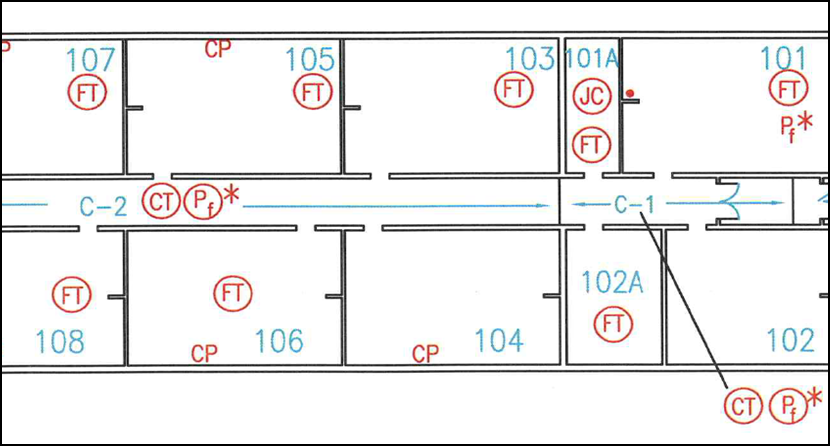 P
107
FT
CP
105
FT
103
FT
101A
JC
FT
101
FT
Pf*
C-2
CT
Pf*
C-1
FT
108
FT
CP
106
CP
104
102A
FT
102
CT
Pf*